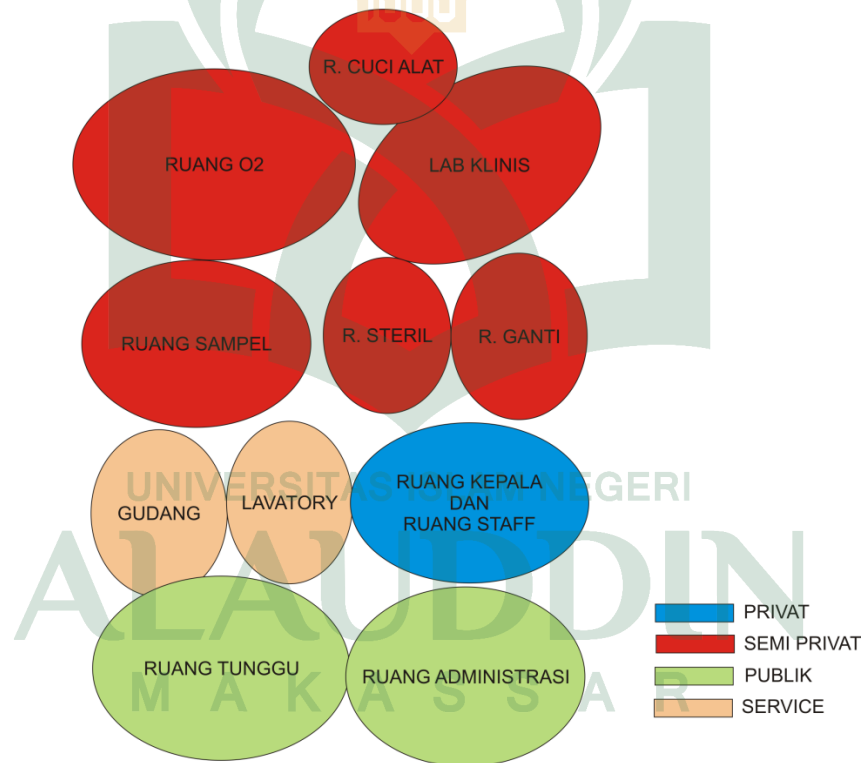 R. CUCI ALAT
RUANG O2
LAB KLINIS
RUANG SAMPEL
R. STERIL
R. GANTI
GUDANG
LAVATORY
RUANG KEPALA
DAN
RUANG STAFF
UNIVERSITAS ISLAM NEGERI
ALAUDDIN
RUANG TUNGGU
RUANG ADMINISTRASI
MAKASSAR
PRIVAT
SEMI PRIVAT
PUBLIK
SERVICE